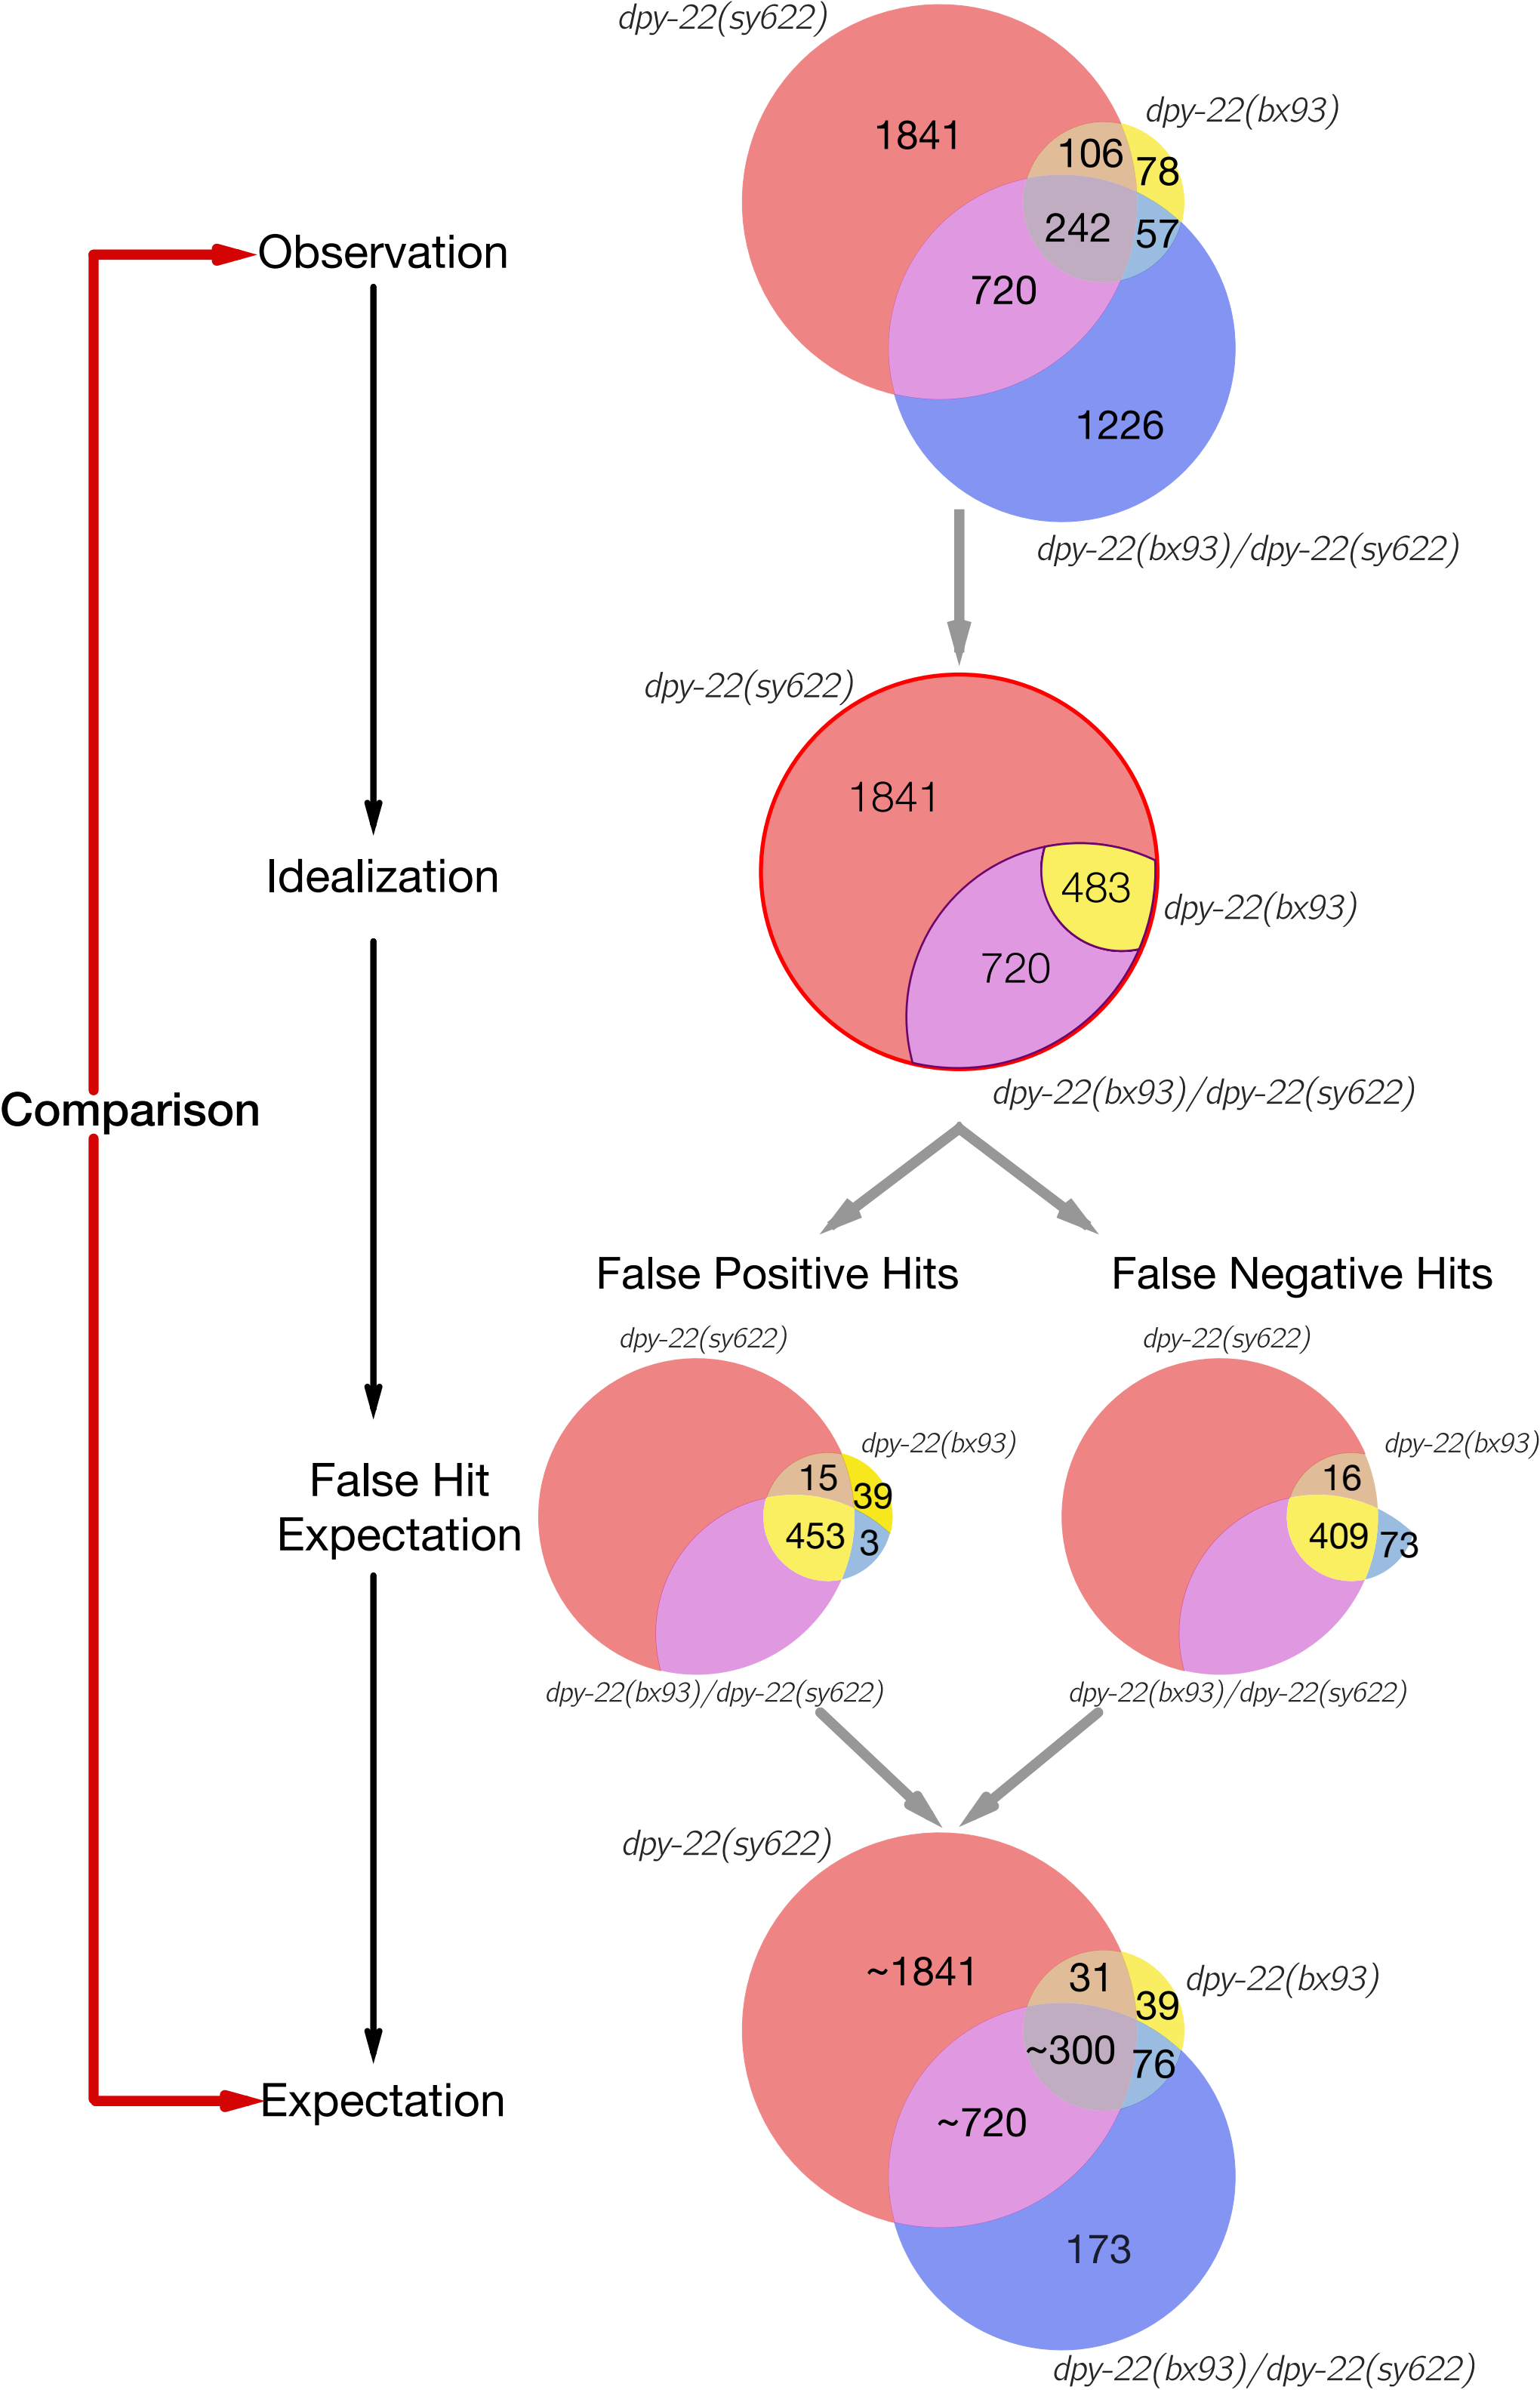 dpy-22(sy622)
dpy-22(bx93)
1841
106
78
242
57
720
1226
Observation
dpy-22(bx93)/dpy-22(sy622)
dpy-22(sy622)
1841
483
720
Idealization
dpy-22(bx93)
dpy-22(bx93)/dpy-22(sy622)
Comparison
False Positive Hits
False Negative Hits
dpy-22(sy622)
dpy-22(sy622)
dpy-22(bx93)
dpy-22(bx93)
False Hit
Expectation
15
39
453
3
16
409
73
dpy-22(bx93)/dpy-22(sy622)
dpy-22(bx93)/dpy-22(sy622)
dpy-22(sy622)
~1841
31
39
dpy-22(bx93)
~300
76
Expectation
~720
173
dpy-22(bx93)/dpy-22(sy622)